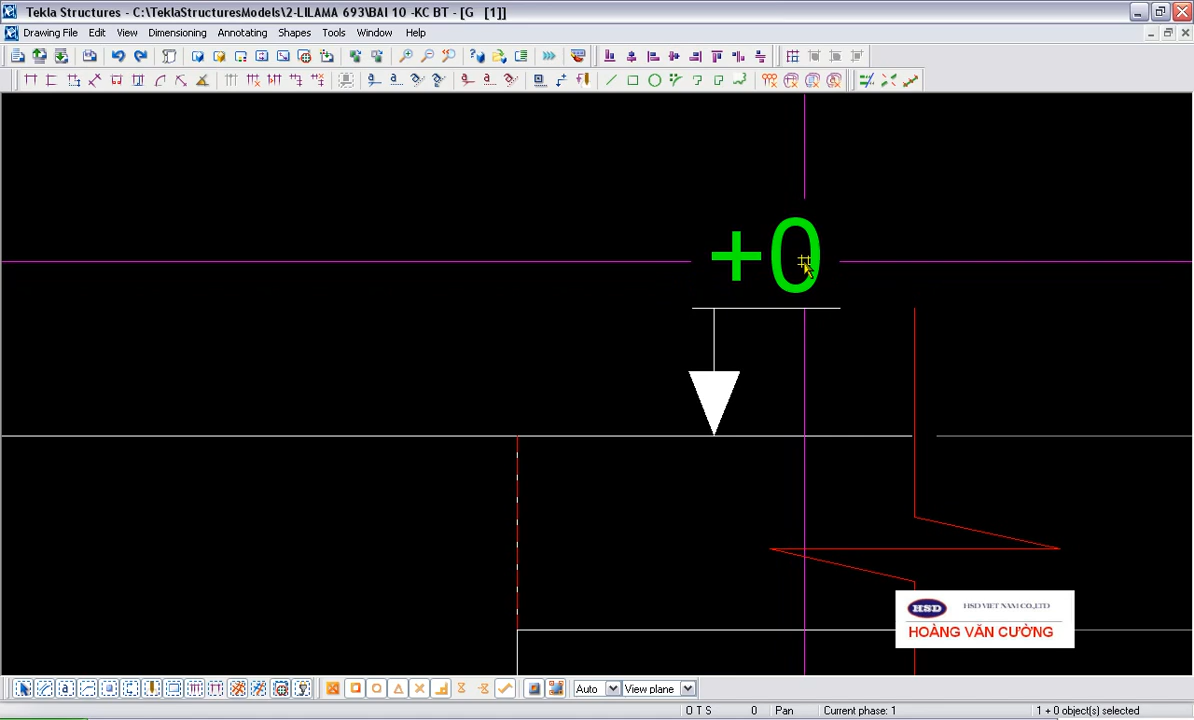 Tekla Structures - C:\TeklaStructuresModels\2-LILAMA 693\BAI 10 -KC BT - [G [1]]
Drawing File Edit View Dimensioning Annotating Shapes Tools Window Help
+0
HSD HSD VIET NAM CO.,LTD
HOÀNG VĂN CƯỜNG
Auto View plane
O T S 0 Pan Current phase: 1 1 + 0 object(s) selected